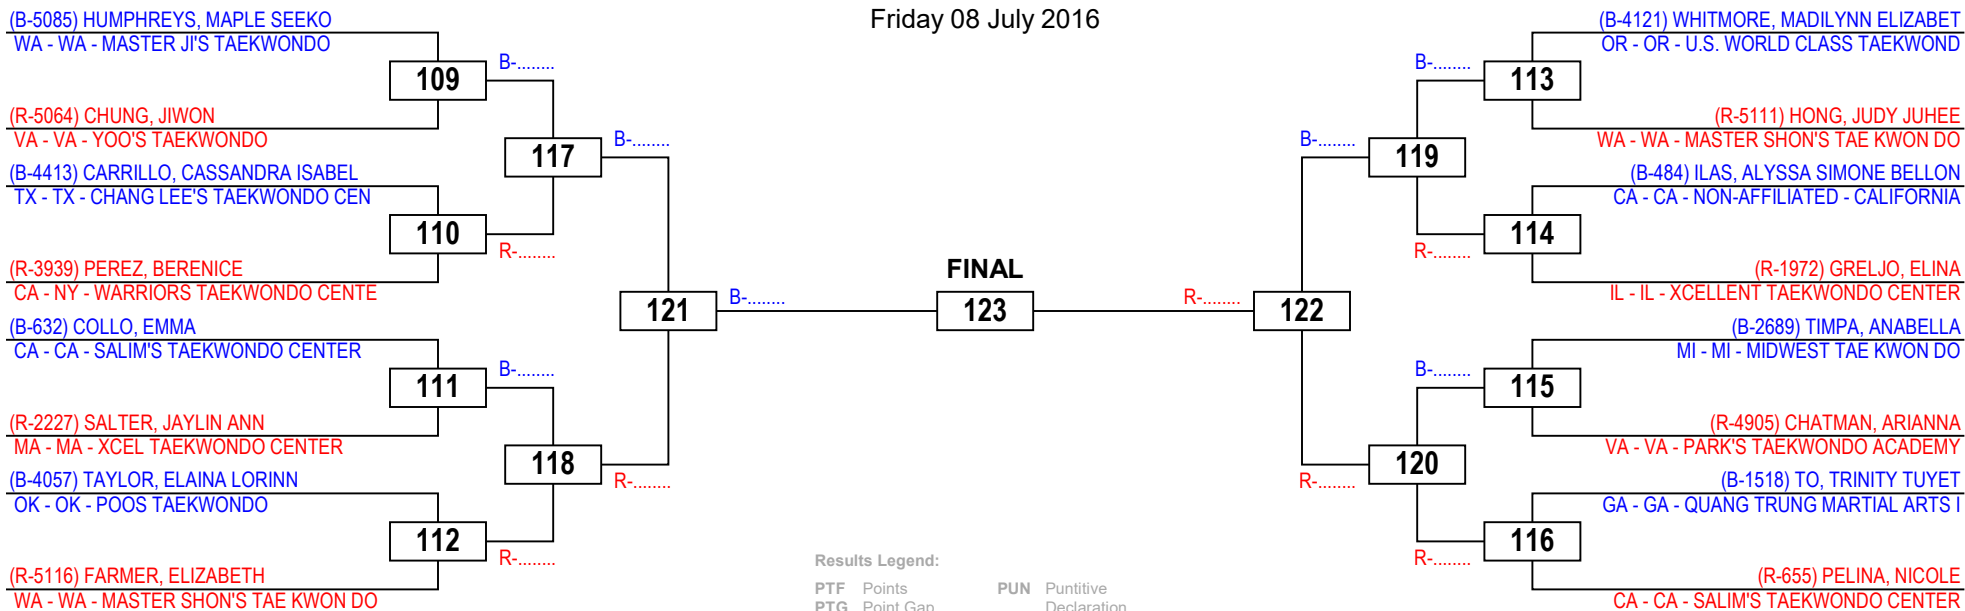 Friday 08 July 2016
(B-5085) HUMPHREYS, MAPLE SEEKO
WA - WA - MASTER JI'S TAEKWONDO
109
B-........
(R-5064) CHUNG, JIWON
VA - VA - YOO'S TAEKWONDO
117
B-........
(B-4413) CARRILLO, CASSANDRA ISABEL
TX - TX - CHANG LEE'S TAEKWONDO CEN
110
R-........
(R-3939) PEREZ, BERENICE
CA - NY - WARRIORS TAEKWONDO CENTE
121
B-........
(B-632) COLLO, EMMA
CA - CA - SALIM'S TAEKWONDO CENTER
111
B-........
(R-2227) SALTER, JAYLIN ANN
MA - MA - XCEL TAEKWONDO CENTER
118
R-........
(B-4057) TAYLOR, ELAINA LORINN
OK - OK - POOS TAEKWONDO
112
R-........
(R-5116) FARMER, ELIZABETH
WA - WA - MASTER SHON'S TAE KWON DO
FINAL
123
(B-4121) WHITMORE, MADILYNN ELIZABET
OR - OR - U.S. WORLD CLASS TAEKWOND
B-........
113
(R-5111) HONG, JUDY JUHEE
WA - WA - MASTER SHON'S TAE KWON DO
B-........
119
(B-484) ILAS, ALYSSA SIMONE BELLON
CA - CA - NON-AFFILIATED - CALIFORNIA
R-........
114
(R-1972) GRELJO, ELINA
IL - IL - XCELLENT TAEKWONDO CENTER
R-........
122
(B-2689) TIMPA, ANABELLA
MI - MI - MIDWEST TAE KWON DO
B-........
115
(R-4905) CHATMAN, ARIANNA
VA - VA - PARK'S TAEKWONDO ACADEMY
R-........
120
(B-1518) TO, TRINITY TUYET
GA - GA - QUANG TRUNG MARTIAL ARTS I
R-........
116
(R-655) PELINA, NICOLE
CA - CA - SALIM'S TAEKWONDO CENTER
Results Legend:
PTF Points PUN Puntitive
PTG Point Gap Declaration